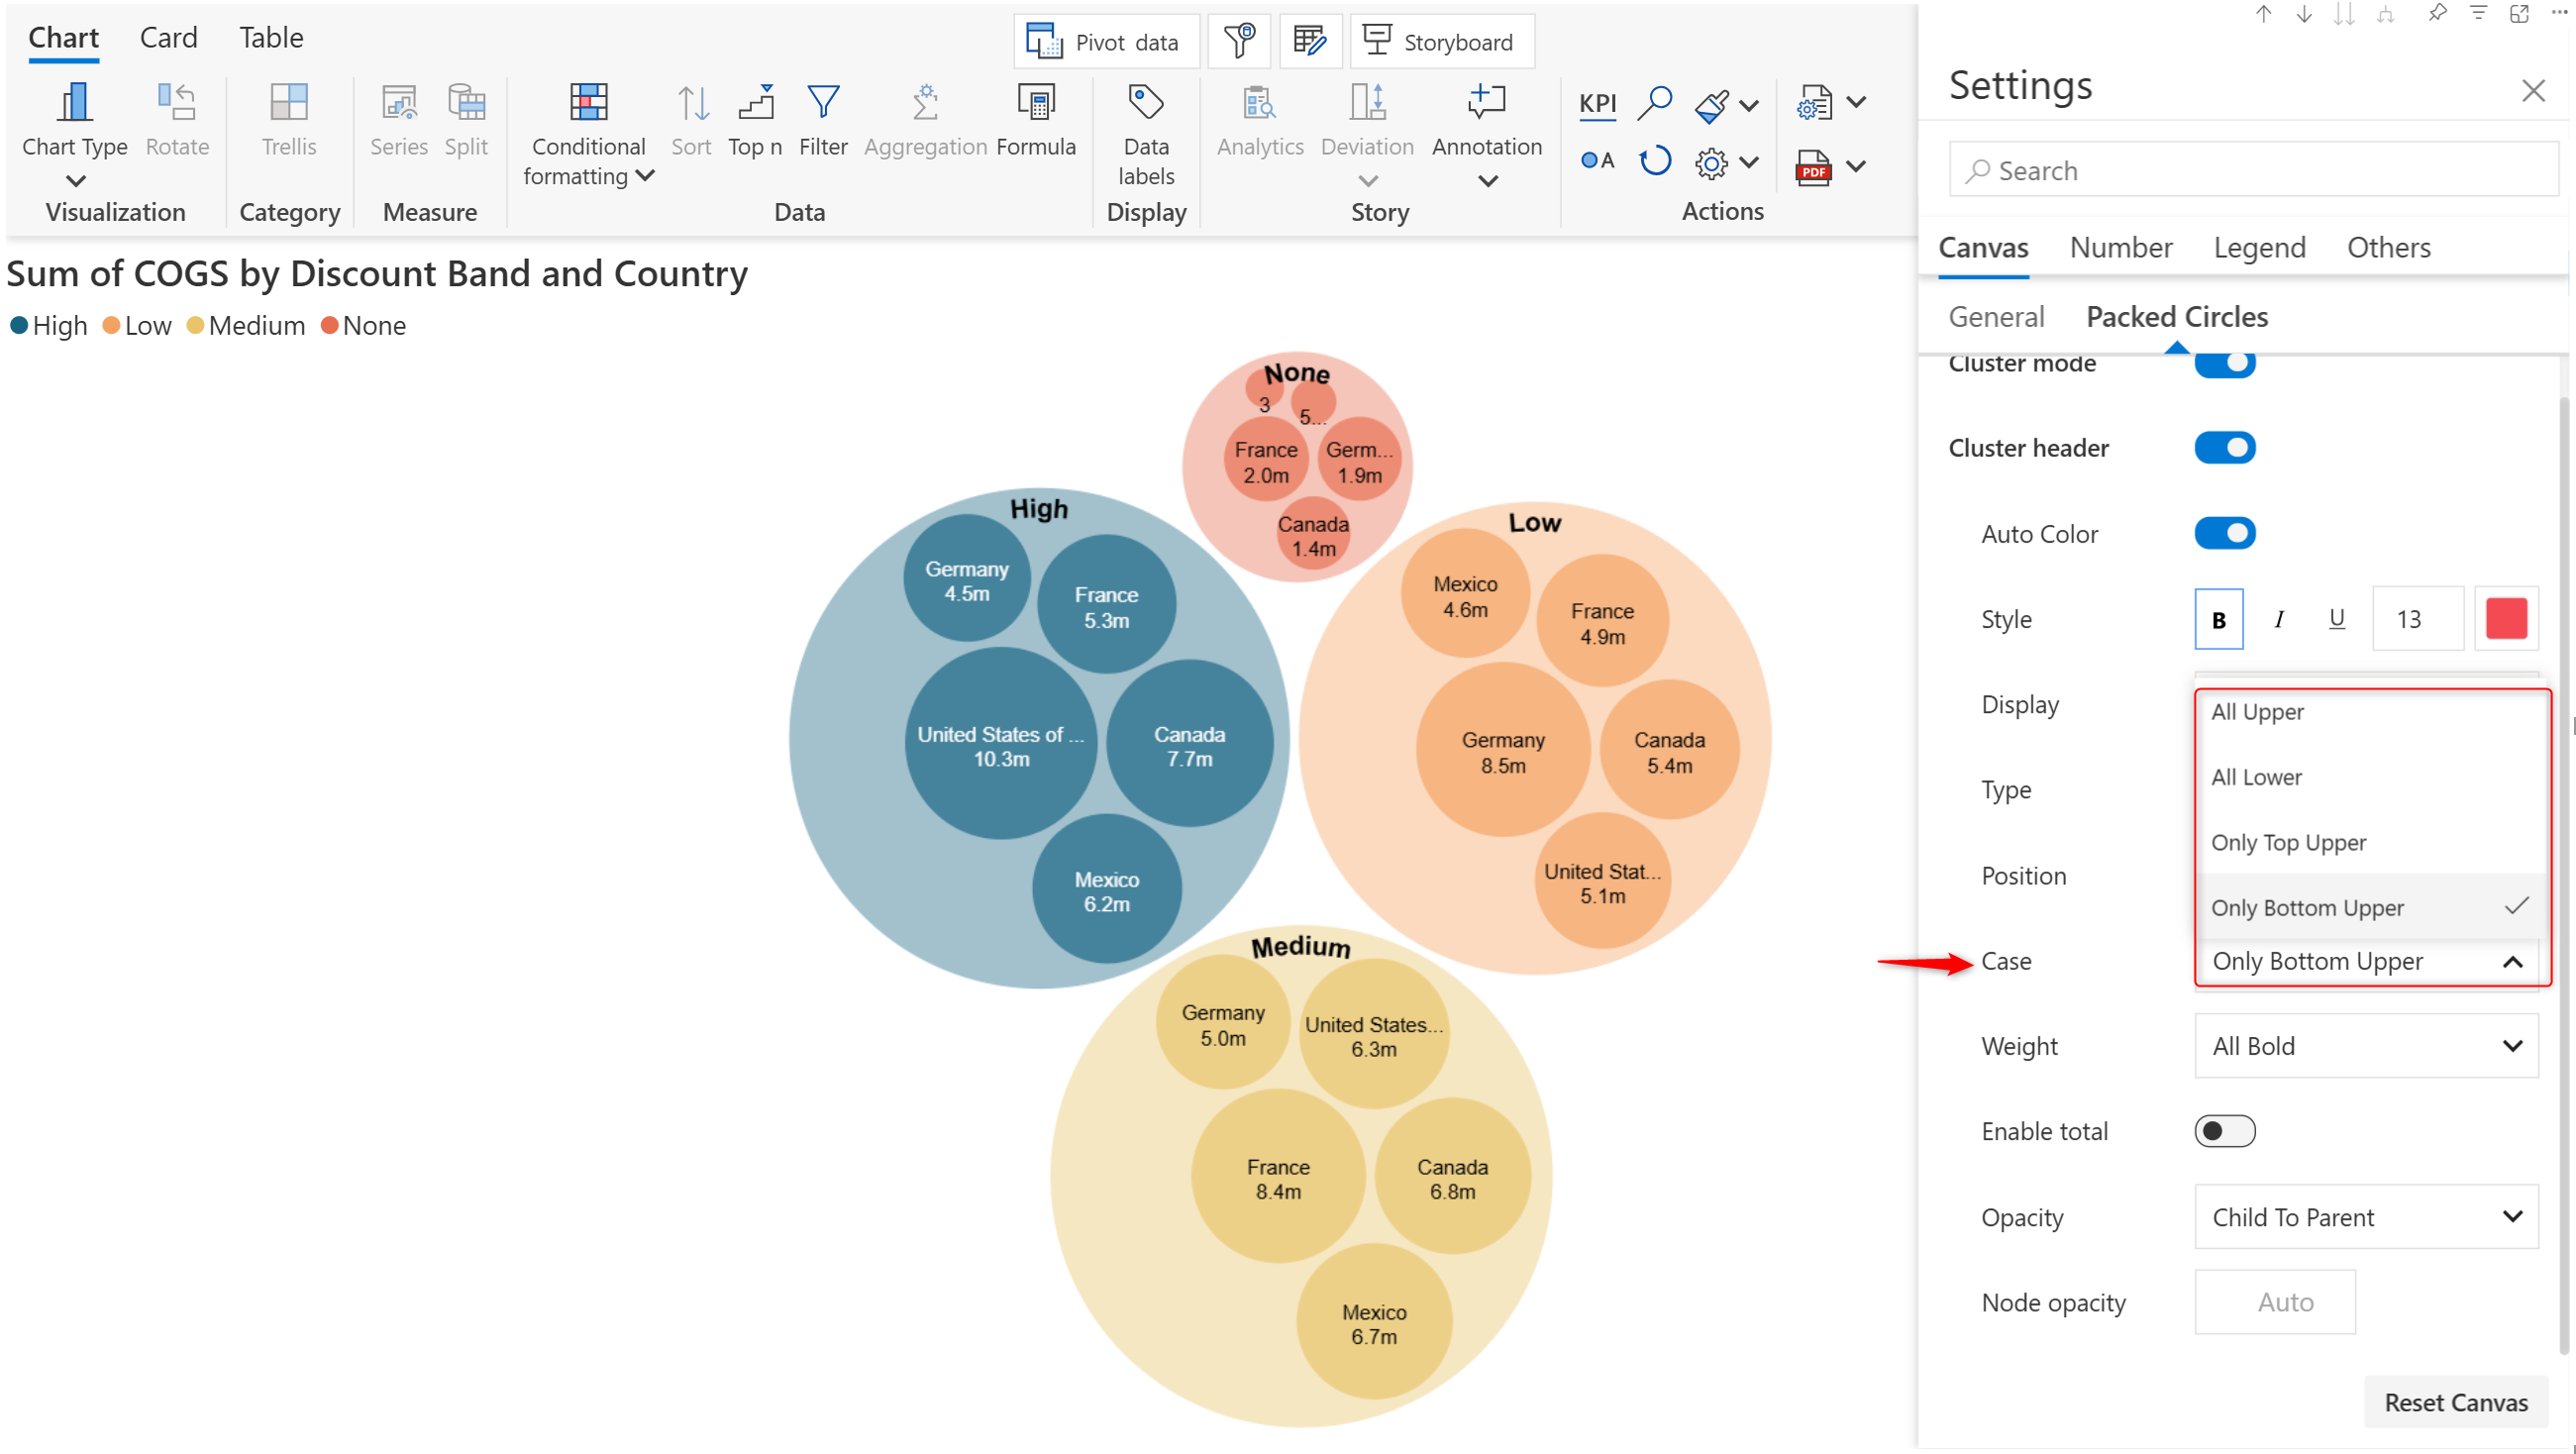 Chart Card Table
Pivot data
Storyboard
Chart Type
Rotate
Trellis
Series
Split
Conditional
formatting
Sort
Top n
Filter
Aggregation
Formula
Data
labels
Analytics
Deviation
Annotation
KPI
A
PDF
Visualization
Category
Measure
Data
Display
Story
Actions
Sum of COGS by Discount Band and Country
High Low Medium None
None
3
5...
France
2.0m
Germ...
1.9m
Canada
1.4m
High
Germany
4.5m
France
5.3m
United States of ...
10.3m
Canada
7.7m
Mexico
6.2m
Low
Mexico
4.6m
France
4.9m
Germany
8.5m
Canada
5.4m
United Stat...
5.1m
Medium
Germany
5.0m
United States...
6.3m
France
8.4m
Canada
6.8m
Mexico
6.7m
Settings
Search
Canvas Number Legend Others
General Packed Circles
Cluster mode
Cluster header
Auto Color
Style B I U 13
Display
All Upper
All Lower
Type
Only Top Upper
Position
Only Bottom Upper
Case Only Bottom Upper
Weight All Bold
Enable total
Opacity Child To Parent
Node opacity Auto
Reset Canvas